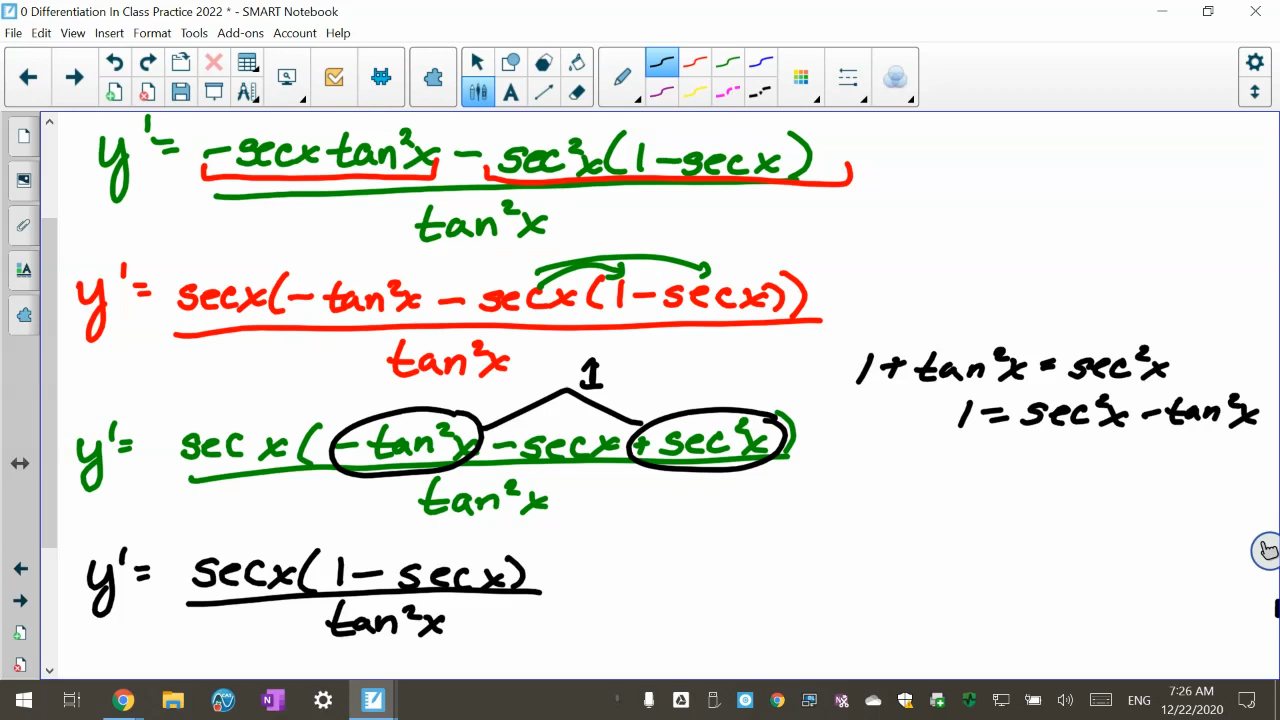 0 Differentiation In Class Practice 2022 * - SMART Notebook
File Edit View Insert Format Tools Add-ons Account Help
y' = -secx tan²x - sec²x(1-secx)
tan²x
y' = secx(-tan²x - secx(1-secx))
tan²x
1
1+tan²x = sec²x
1 = sec²x - tan²x
y' = secx(-tan²x - secx + sec²x)
tan²x
y' = secx(1-secx)
tan²x
ENG
7:26 AM
12/22/2020